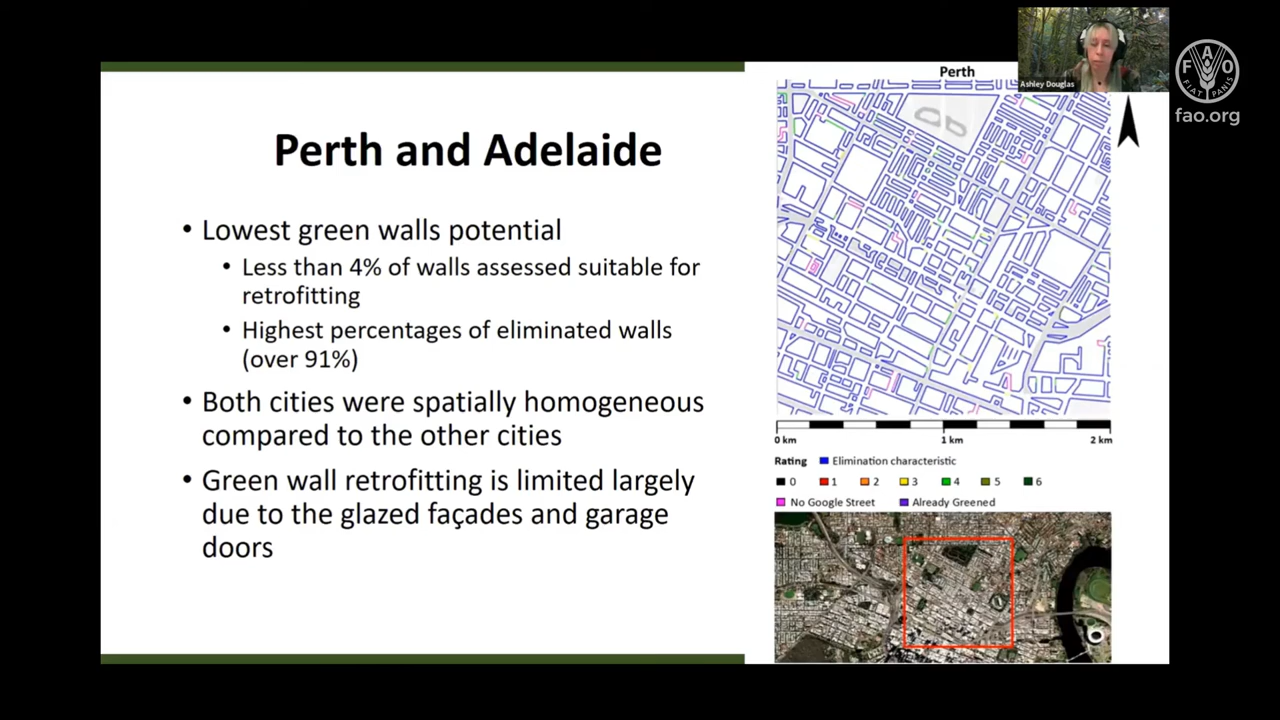 Perth and Adelaide
• Lowest green walls potential
• Less than 4% of walls assessed suitable for
retrofitting
• Highest percentages of eliminated walls
(over 91%)
• Both cities were spatially homogeneous
compared to the other cities
• Green wall retrofitting is limited largely
due to the glazed façades and garage
doors
Perth
0 km 1 km 2 km
Rating Elimination characteristic
0 1 2 3 4 5 6
No Google Street Already Greened
Ashley Douglas
F A O
FIAT PANIS
fao.org